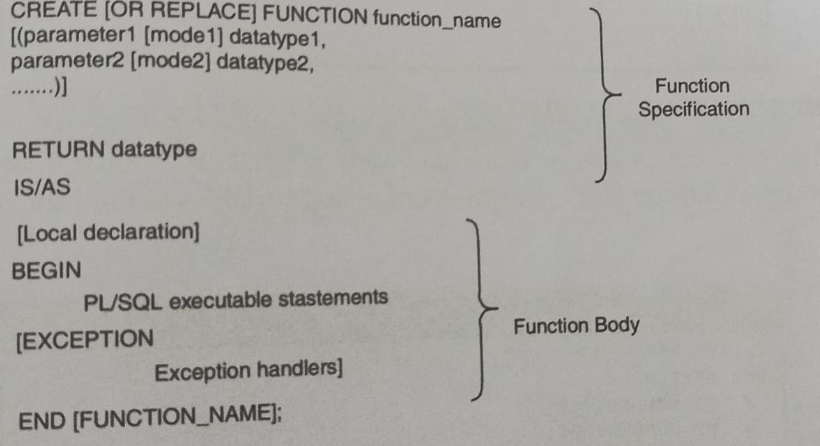 CREATE [OR REPLACE] FUNCTION function_name
[(parameter1 [mode1] datatype1,
parameter2 [mode2] datatype2,
.......)]
Function
Specification
RETURN datatype
IS/AS
[Local declaration]
BEGIN
PL/SQL executable stastements
[EXCEPTION
Function Body
Exception handlers]
END [FUNCTION_NAME];